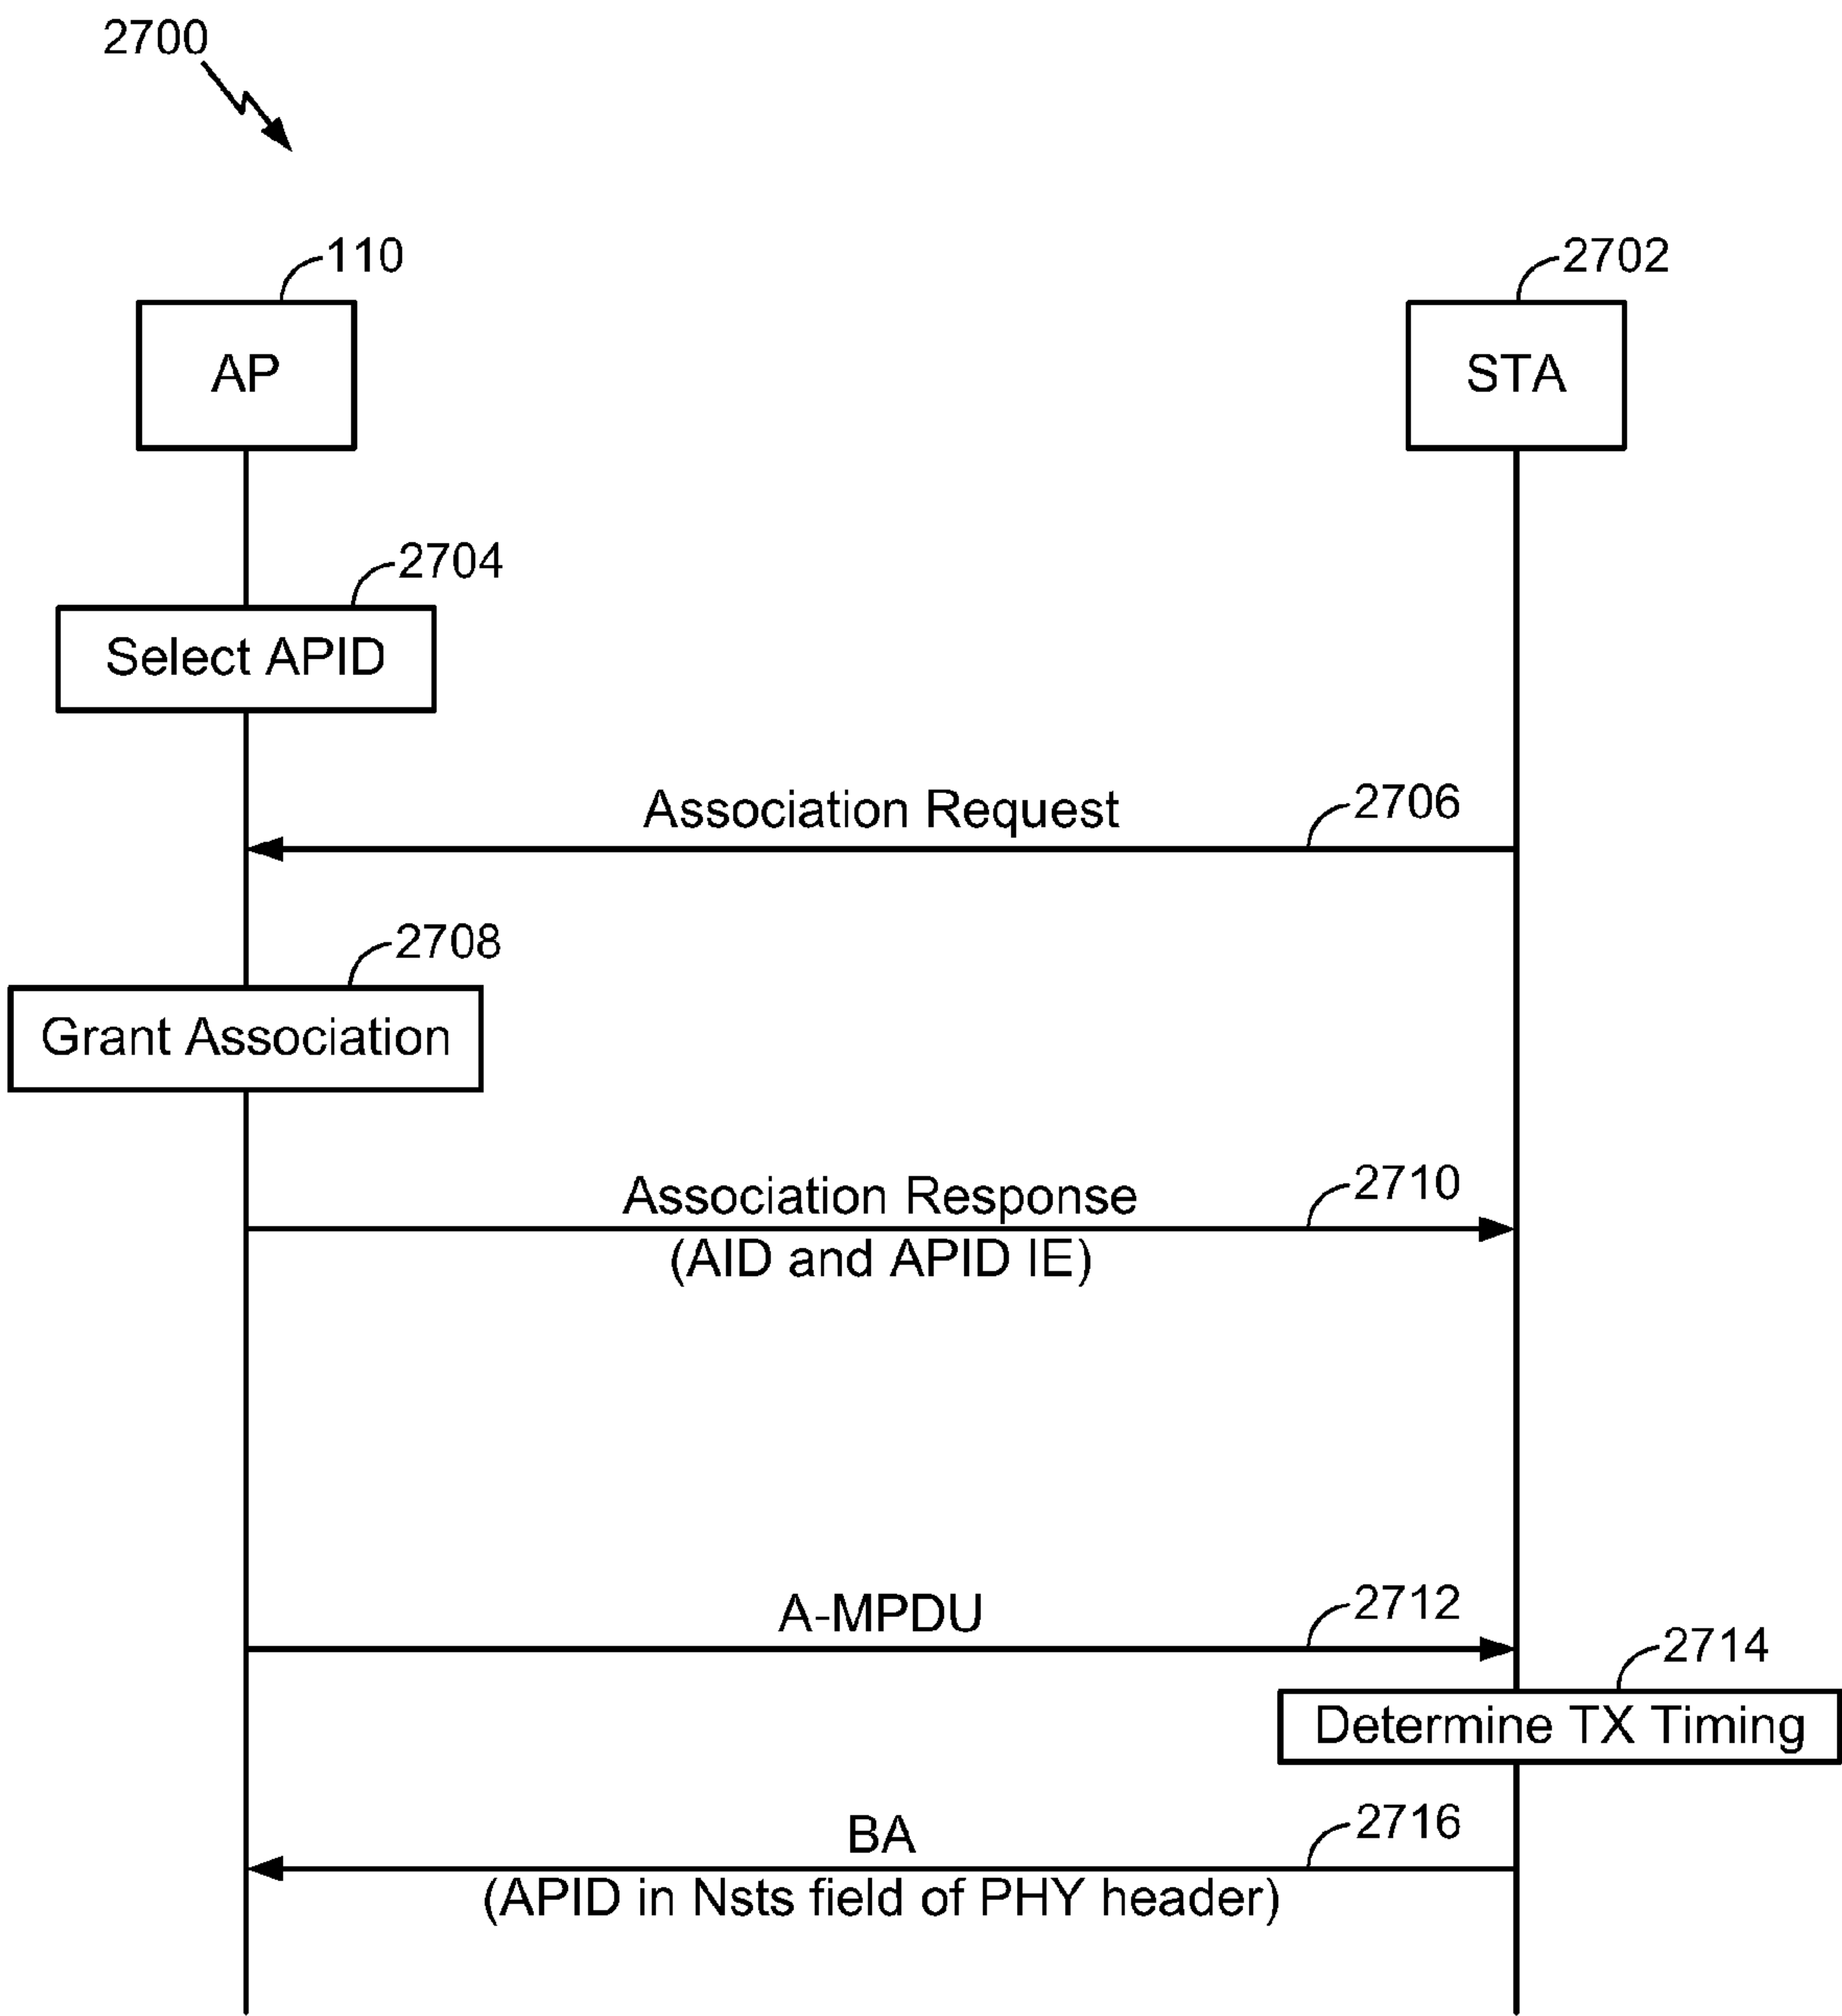 2700
110
2702
AP
STA
2704
Select APID
Association Request
2706
2708
Grant Association
Association Response
2710
(AID and APID IE)
A-MPDU
2712
2714
Determine TX Timing
BA
2716
(APID in Nsts field of PHY header)